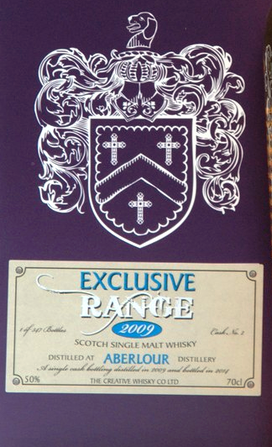 EXCLUSIVE
RANGE
2009
1 of 247 Bottles
Cask No. 2
SCOTCH SINGLE MALT WHISKY
DISTILLED AT ABERLOUR DISTILLERY
A single cask bottling distilled in 2009 and bottled in 2014
50% THE CREATIVE WHISKY CO LTD 70cl